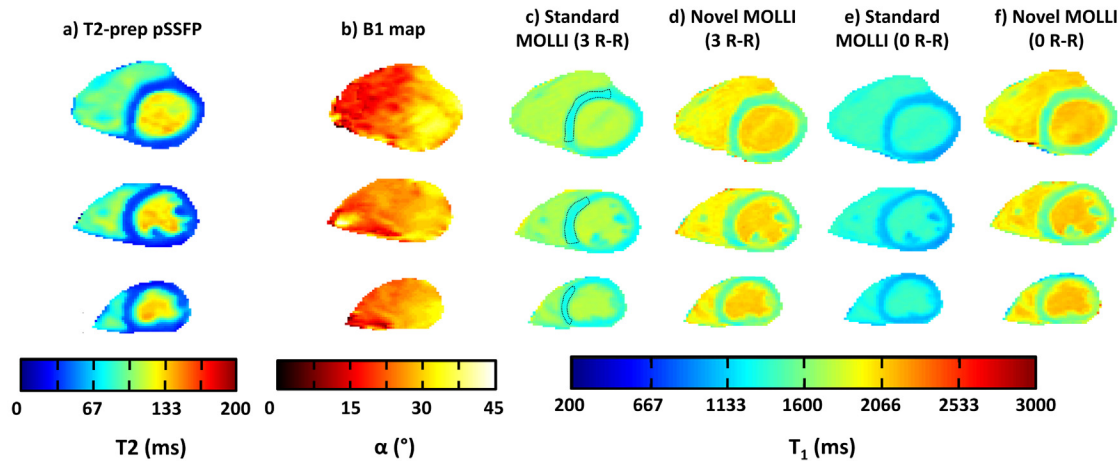 a) T2-prep pSSFP
b) B1 map
c) Standard
MOLLI (3 R-R)
d) Novel MOLLI
(3 R-R)
e) Standard
MOLLI (0 R-R)
f) Novel MOLLI
(0 R-R)
0 67 133 200
T2 (ms)
0 15 30 45
α (°)
200 667 1133 1600 2066 2533 3000
T1 (ms)